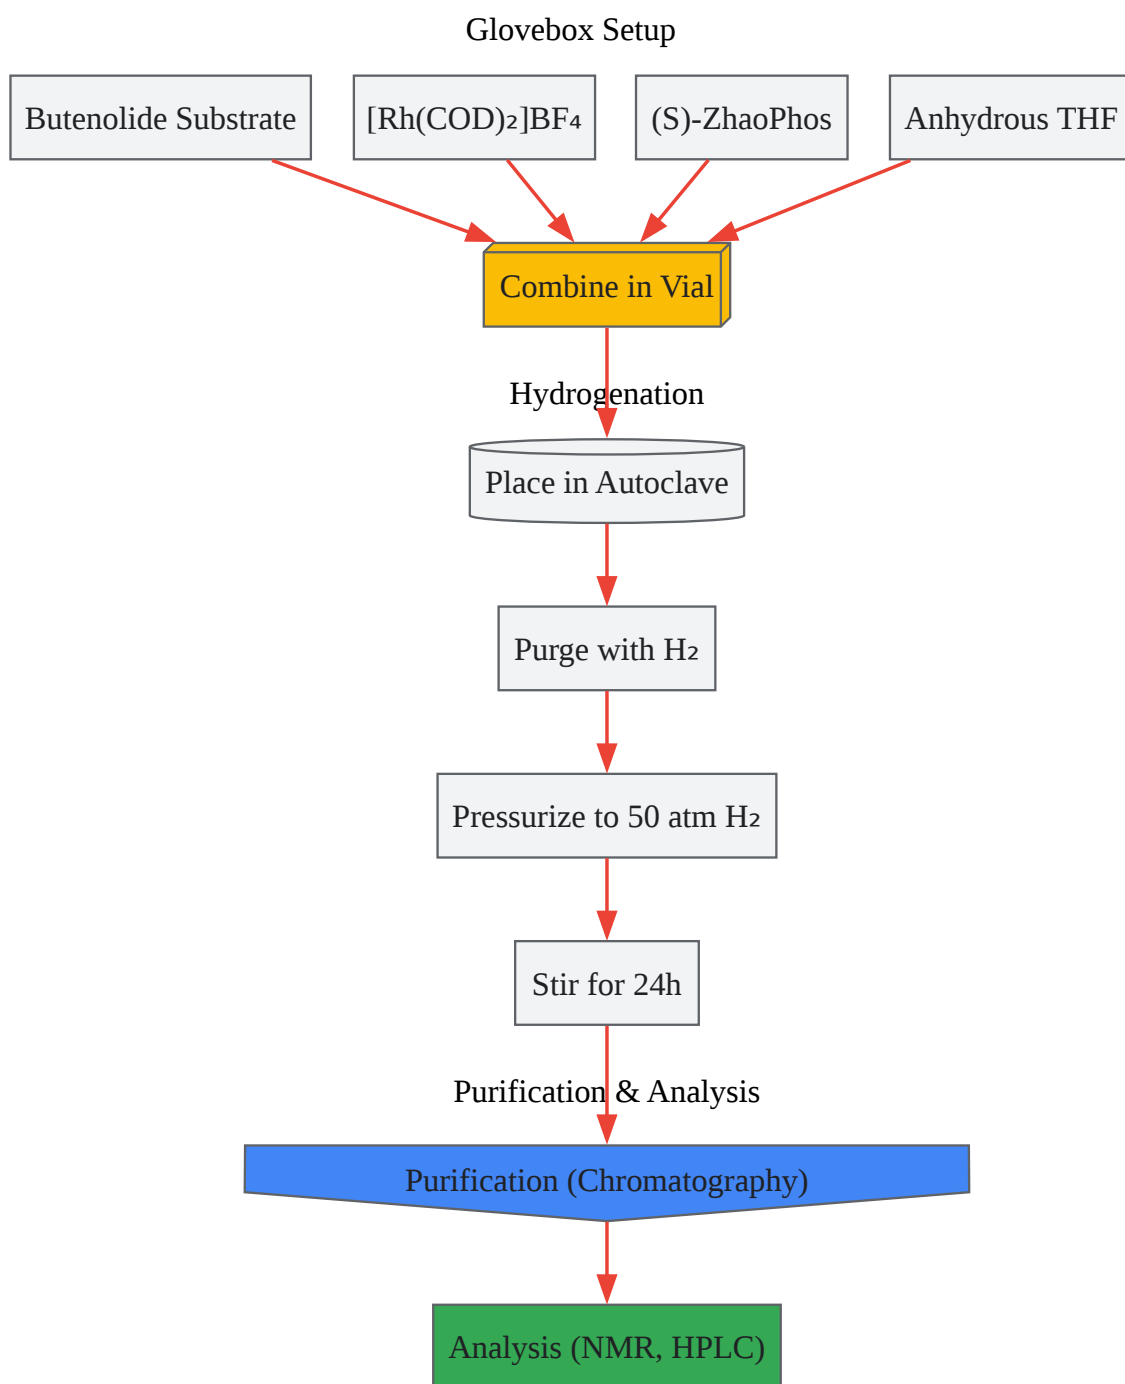 Glovebox Setup
Butenolide Substrate
[Rh(COD)₂]BF₄
(S)-ZhaoPhos
Anhydrous THF
Combine in Vial
Hydrogenation
Place in Autoclave
Purge with H₂
Pressurize to 50 atm H₂
Stir for 24h
Purification & Analysis
Purification (Chromatography)
Analysis (NMR, HPLC)